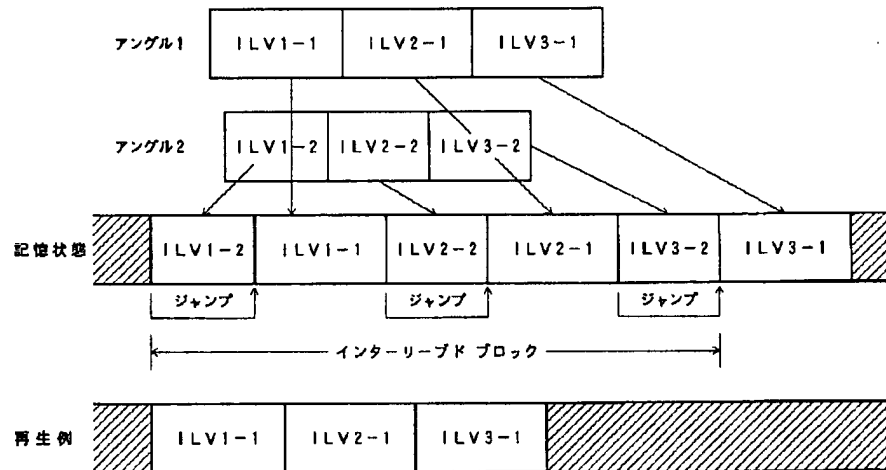 アングル1 ILV1-1 ILV2-1 ILV3-1
アングル2 ILV1-2 ILV2-2 ILV3-2
記憶状態 ILV1-2 ILV1-1 ILV2-2 ILV2-1 ILV3-2 ILV3-1
ジャンプ ジャンプ ジャンプ
インターリーブド ブロック
再生例 ILV1-1 ILV2-1 ILV3-1